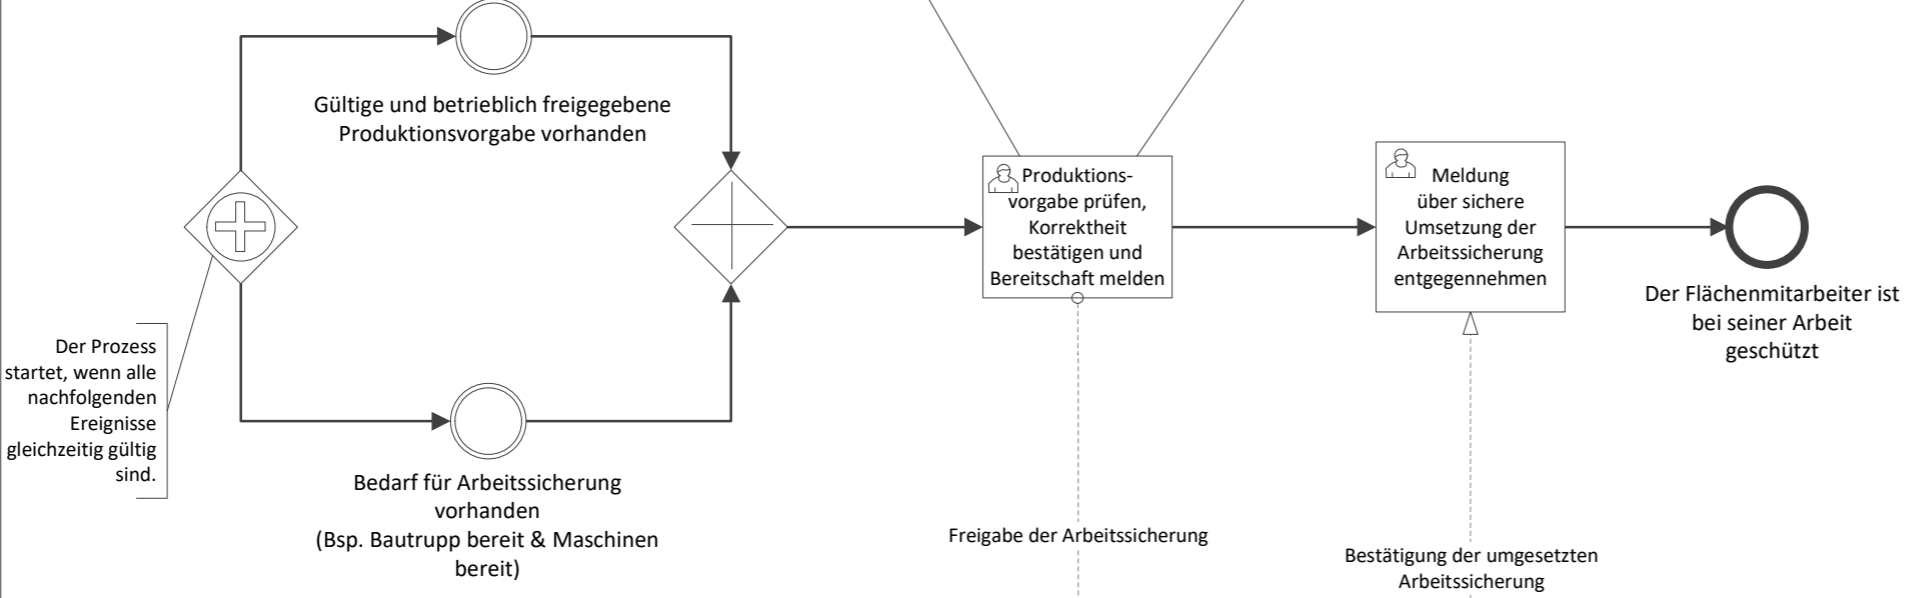 Gültige und betrieblich freigegebene
Produktionsvorgabe vorhanden
Der Prozess
startet, wenn alle
nachfolgenden
Ereignisse
gleichzeitig gültig
sind.
Bedarf für Arbeitssicherung
vorhanden
(Bsp. Bautrupp bereit & Maschinen
bereit)
Produktions-
vorgabe prüfen,
Korrektheit
bestätigen und
Bereitschaft melden
Freigabe der Arbeitssicherung
Meldung
über sichere
Umsetzung der
Arbeitssicherung
entgegennehmen
Bestätigung der umgesetzten
Arbeitssicherung
Der Flächenmitarbeiter ist
bei seiner Arbeit
geschützt